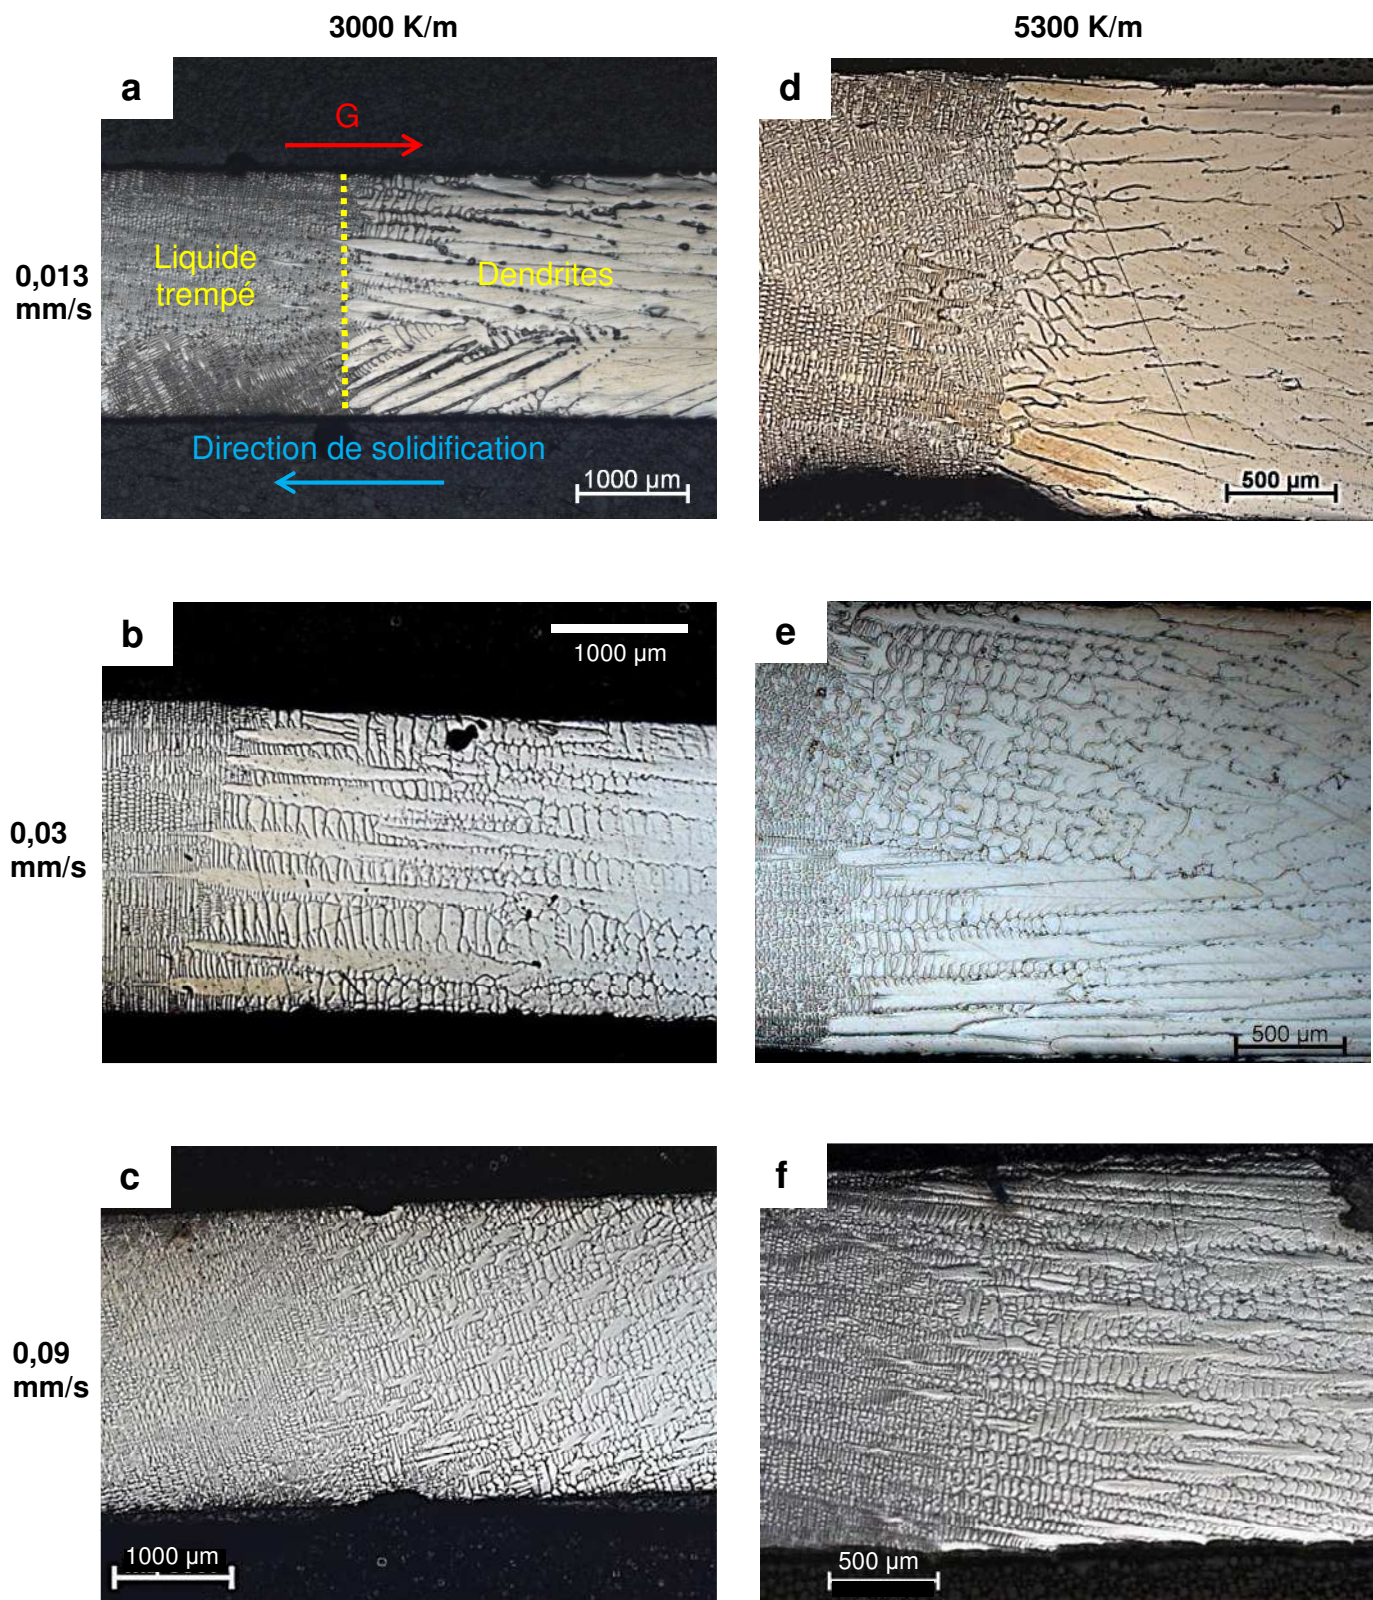 3000 K/m
5300 K/m
a
G
Liquide
trempé
Dendrites
Direction de solidification
1000 µm
d
500 µm
0,013
mm/s
b
1000 µm
e
500 µm
0,03
mm/s
c
1000 µm
f
500 µm
0,09
mm/s